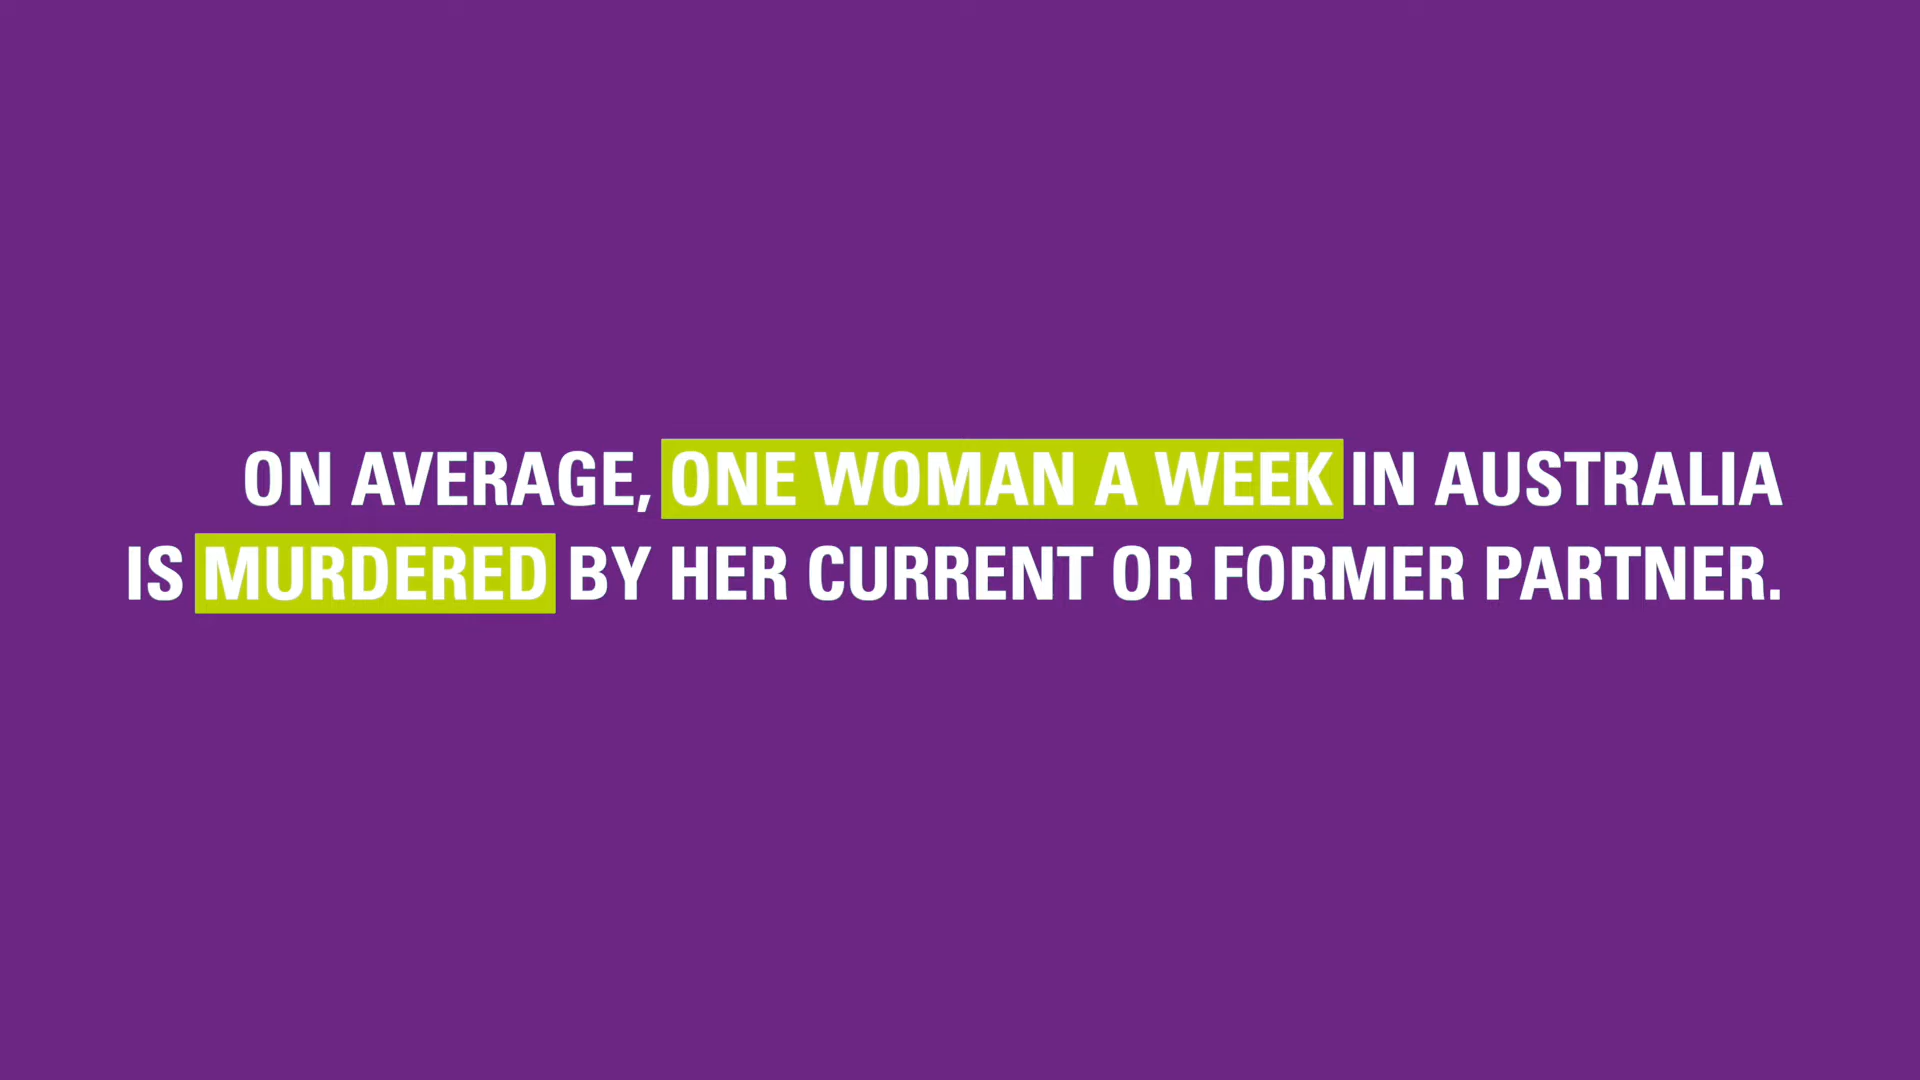 ON AVERAGE, ONE WOMAN A WEEK IN AUSTRALIA
IS MURDERED BY HER CURRENT OR FORMER PARTNER.